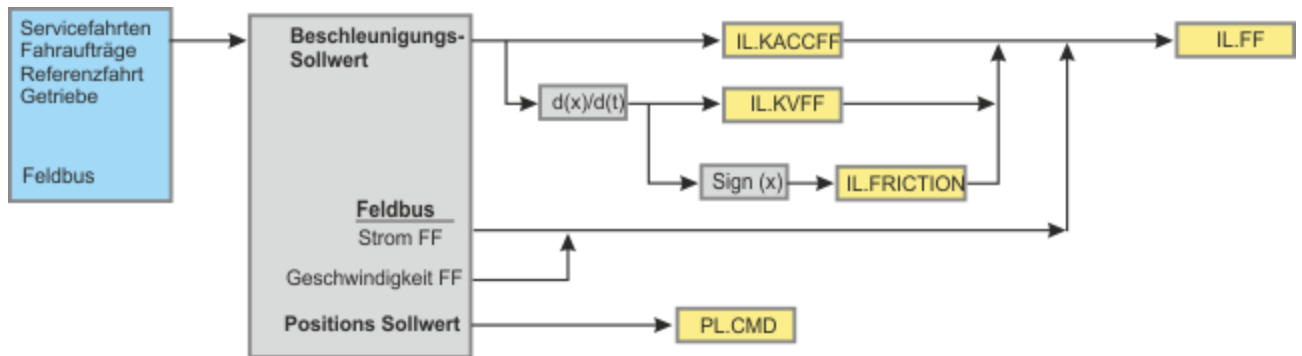 Servicefahrten
Fahraufträge
Referenzfahrt
Getriebe
Feldbus
Beschleunigungs-
Sollwert
Feldbus
Strom FF
Geschwindigkeit FF
Positions Sollwert
IL.KACCFF
IL.FF
d(x)/d(t)
IL.KVFF
Sign (x)
IL.FRICTION
PL.CMD